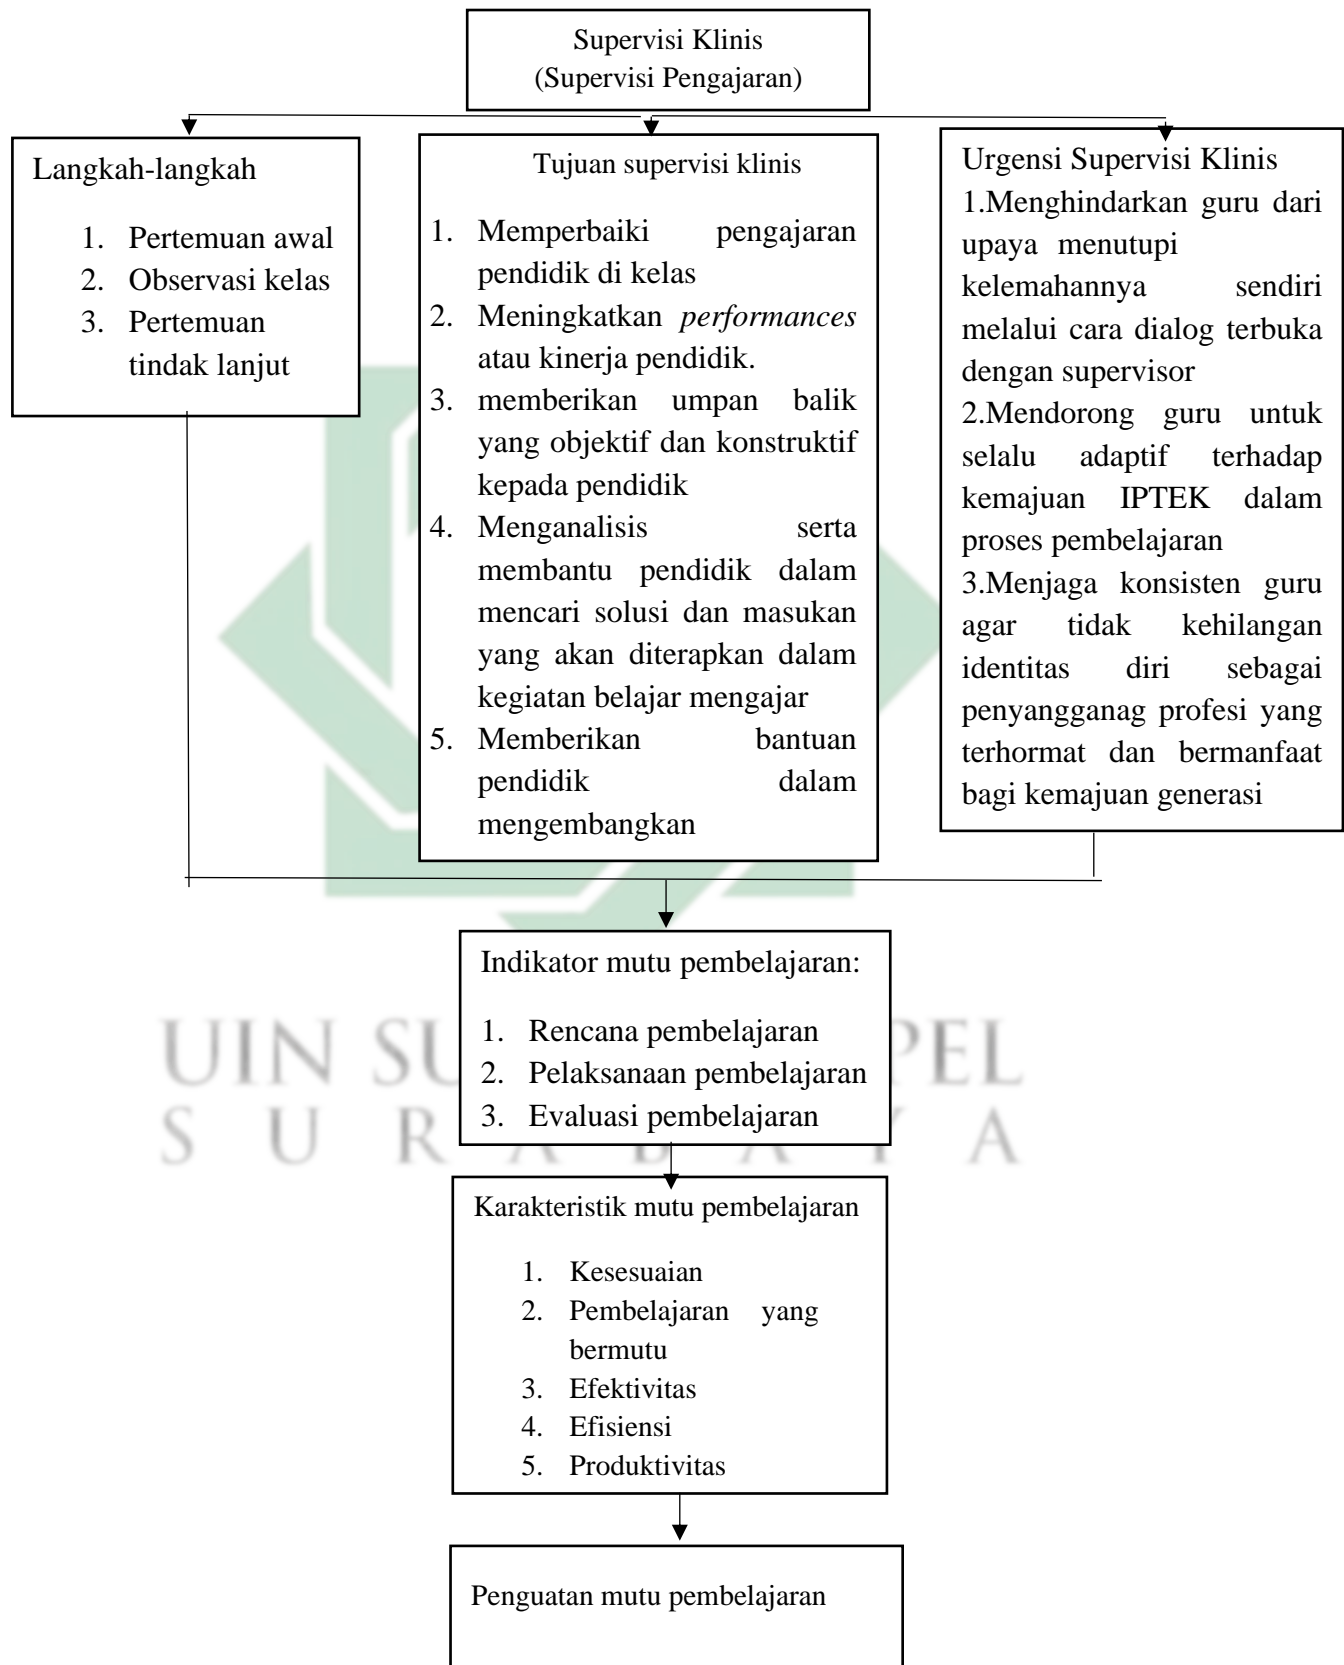 Supervisi Klinis
(Supervisi Pengajaran)
Langkah-langkah
1. Pertemuan awal
2. Observasi kelas
3. Pertemuan
tindak lanjut
Tujuan supervisi klinis
1. Memperbaiki pengajaran
pendidik di kelas
2. Meningkatkan performances
atau kinerja pendidik.
3. memberikan umpan balik
yang objektif dan konstruktif
kepada pendidik
4. Menganalisis serta
membantu pendidik dalam
mencari solusi dan masukan
yang akan diterapkan dalam
kegiatan belajar mengajar
5. Memberikan bantuan
pendidik dalam
mengembangkan
Urgensi Supervisi Klinis
1.Menghindarkan guru dari
upaya menutupi
kelemahannya sendiri
melalui cara dialog terbuka
dengan supervisor
2.Mendorong guru untuk
selalu adaptif terhadap
kemajuan IPTEK dalam
proses pembelajaran
3.Menjaga konsisten guru
agar tidak kehilangan
identitas diri sebagai
penyangganag profesi yang
terhormat dan bermanfaat
bagi kemajuan generasi
Indikator mutu pembelajaran:
1. Rencana pembelajaran
2. Pelaksanaan pembelajaran
3. Evaluasi pembelajaran
UIN SU PEL
S U R A B A Y A
Karakteristik mutu pembelajaran
1. Kesesuaian
2. Pembelajaran yang
bermutu
3. Efektivitas
4. Efisiensi
5. Produktivitas
Penguatan mutu pembelajaran